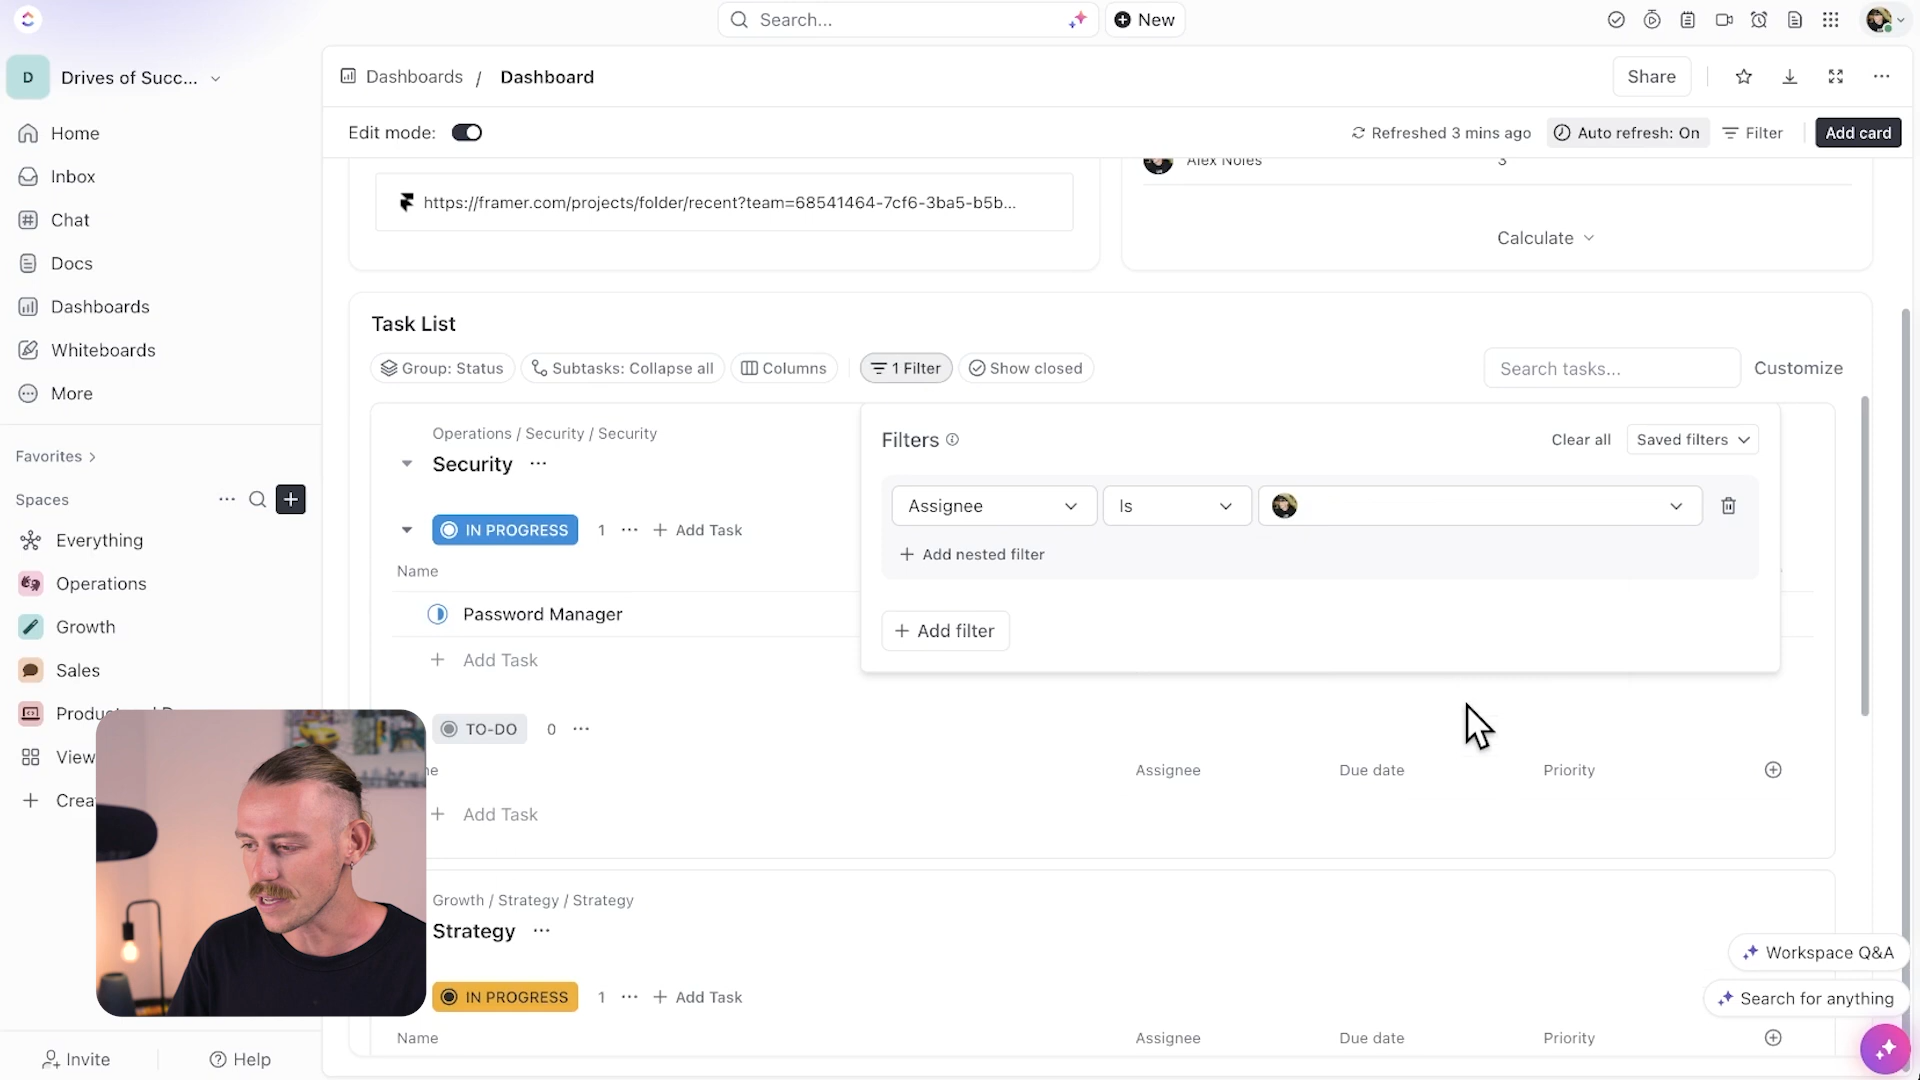 Search...
New
D
Drives of Succ...
Dashboards / Dashboard
Share
Home
Edit mode:
Refreshed 3 mins ago
Auto refresh: On
Filter
Add card
Inbox
Alex Noles
3
https://framer.com/projects/folder/recent?team=68541464-7cf6-3ba5-b5b...
Chat
Calculate
Docs
Dashboards
Task List
Whiteboards
Group: Status
Subtasks: Collapse all
Columns
1 Filter
Show closed
Search tasks...
Customize
More
Operations / Security / Security
Filters
Clear all
Saved filters
Favorites
Security
Spaces
Assignee
Is
IN PROGRESS
1
Add Task
Everything
Add nested filter
Name
Operations
Password Manager
Growth
Add filter
Add Task
Sales
TO-DO
0
View
Assignee
Due date
Priority
Add Task
Growth / Strategy / Strategy
Strategy
Workspace Q&A
IN PROGRESS
1
Add Task
Search for anything
Name
Assignee
Due date
Priority
Invite
Help